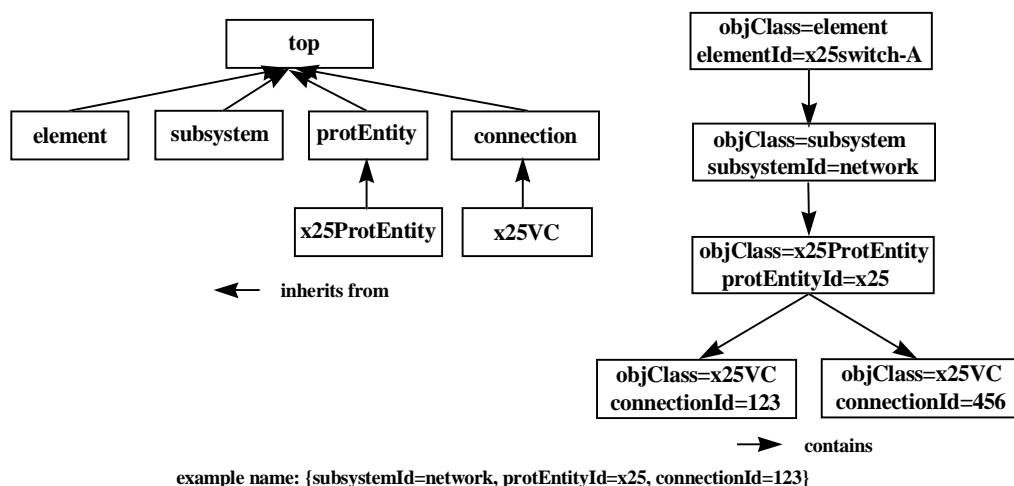 top
element
subsystem
protEntity
connection
x25ProtEntity
x25VC
inherits from
objClass=element
elementId=x25switch-A
objClass=subsystem
subsystemId=network
objClass=x25ProtEntity
protEntityId=x25
objClass=x25VC
connectionId=123
objClass=x25VC
connectionId=456
contains
example name: {subsystemId=network, protEntityId=x25, connectionId=123}